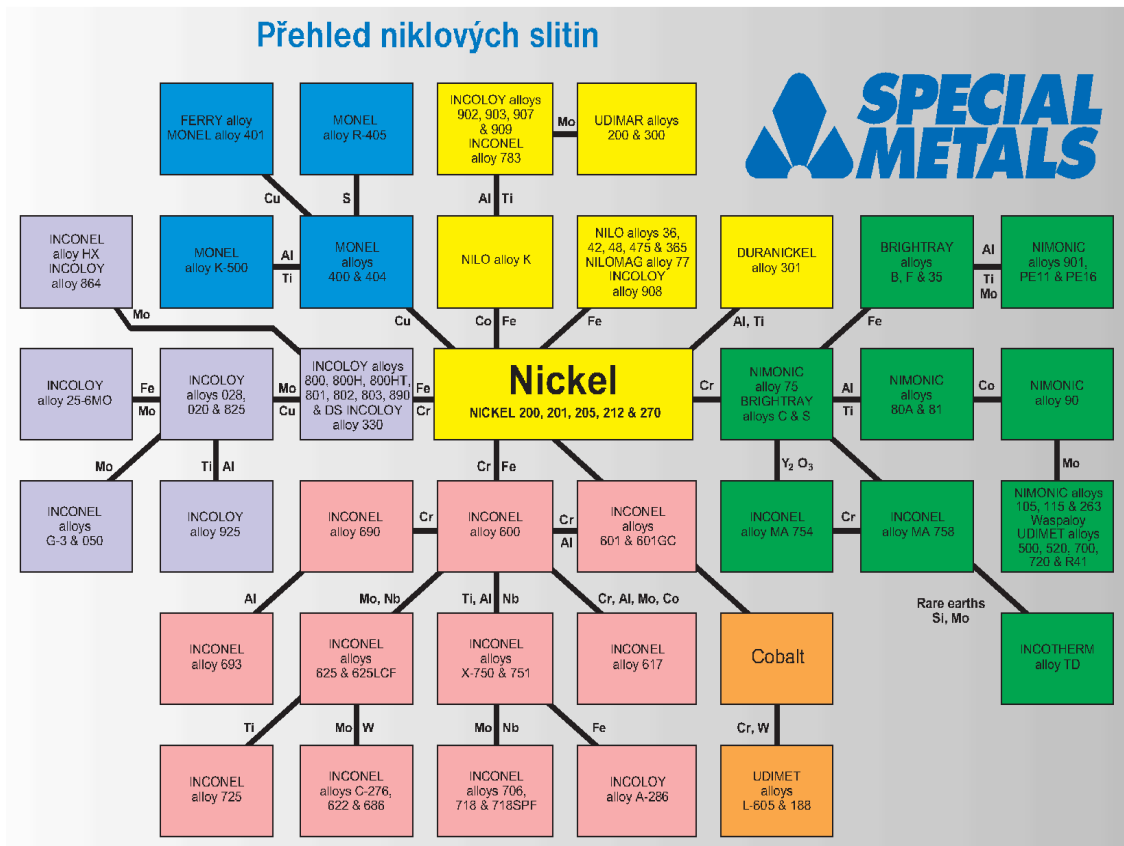 Přehled niklových slitin
SPECIAL
METALS
FERRY alloy
MONEL alloy 401
MONEL
alloy R-405
INCOLOY alloys
902, 903, 907
& 909
INCONEL
alloy 783
Mo
UDIMAR alloys
200 & 300
Cu
S
Al Ti
INCONEL
alloy HX
INCOLOY
alloy 864
MONEL
alloy K-500
Al
Ti
MONEL
alloys
400 & 404
NILO alloy K
NILO alloys 36,
42, 48, 475 & 365
NILOMAG alloy 77
INCOLOY
alloy 908
DURANICKEL
alloy 301
BRIGHTRAY
alloys
B, F & 35
Al
Ti
Mo
NIMONIC
alloys 901,
PE11 & PE16
Mo
Cu
Co Fe
Fe
Al, Ti
Fe
INCOLOY
alloy 25-6MO
Fe
Mo
INCOLOY
alloys 028,
020 & 825
Mo
Cu
INCOLOY alloys
800, 800H, 800HT,
801, 802, 803, 890
& DS INCOLOY
alloy 330
Fe
Cr
Nickel
NICKEL 200, 201, 205, 212 & 270
Cr
NIMONIC
alloy 75
BRIGHTRAY
alloys C & S
Al
Ti
NIMONIC
alloys
80A & 81
Co
NIMONIC
alloy 90
Mo
Ti Al
Cr Fe
Y2 O3
Mo
INCONEL
alloys
G-3 & 050
INCOLOY
alloy 925
INCONEL
alloy 690
Cr
INCONEL
alloy 600
Cr
Al
INCONEL
alloys
601 & 601GC
INCONEL
alloy MA 754
Cr
INCONEL
alloy MA 758
NIMONIC alloys
105, 115 & 263
Waspaloy
UDIMET alloys
500, 520, 700,
720 & R41
Al
Mo, Nb
Ti, Al Nb
Cr, Al, Mo, Co
Rare earths
Si, Mo
INCONEL
alloy 693
INCONEL
alloys
625 & 625LCF
INCONEL
alloys
X-750 & 751
INCONEL
alloy 617
Cobalt
INCOTHERM
alloy TD
Ti
Mo W
Mo Nb
Fe
Cr, W
INCONEL
alloy 725
INCONEL
alloys C-276,
622 & 686
INCONEL
alloys 706,
718 & 718SPF
INCOLOY
alloy A-286
UDIMET
alloys
L-605 & 188